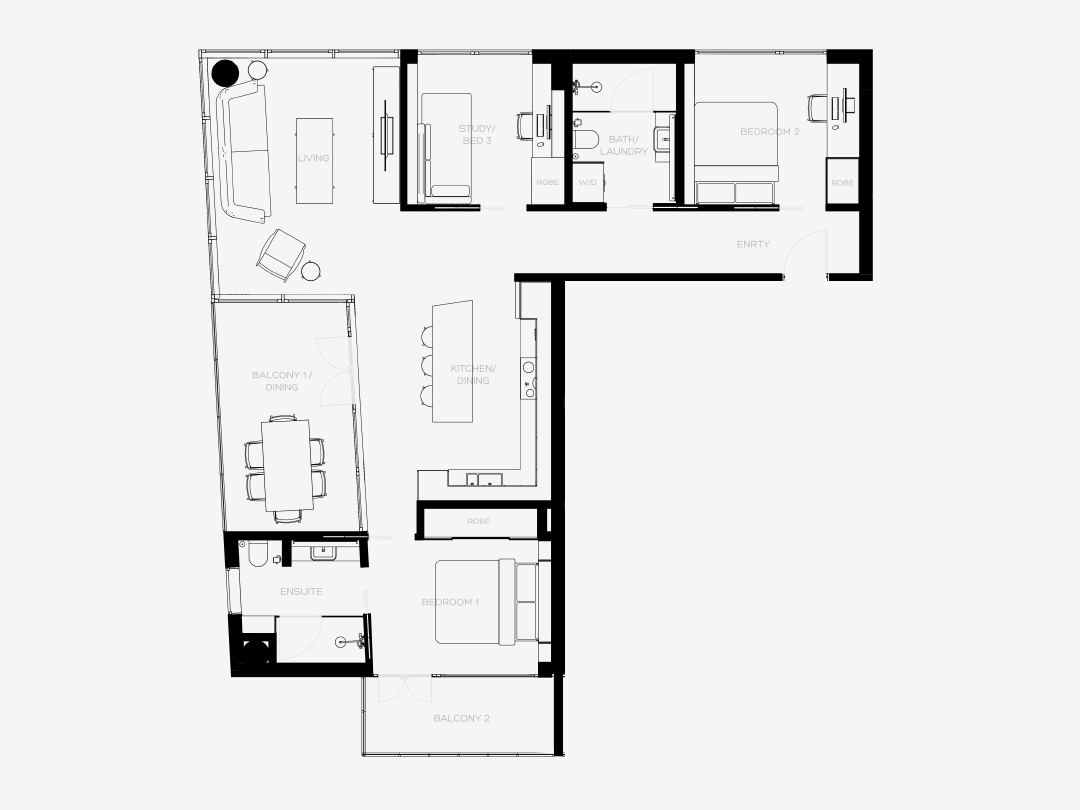 STUDY/
BED 3
BEDROOM 2
BATH/
LAUNDRY
LIVING
ROBE
W/D
ROBE
ENRTY
BALCONY 1/
DINING
KITCHEN/
DINING
ROBE
ENSUITE
BEDROOM 1
BALCONY 2